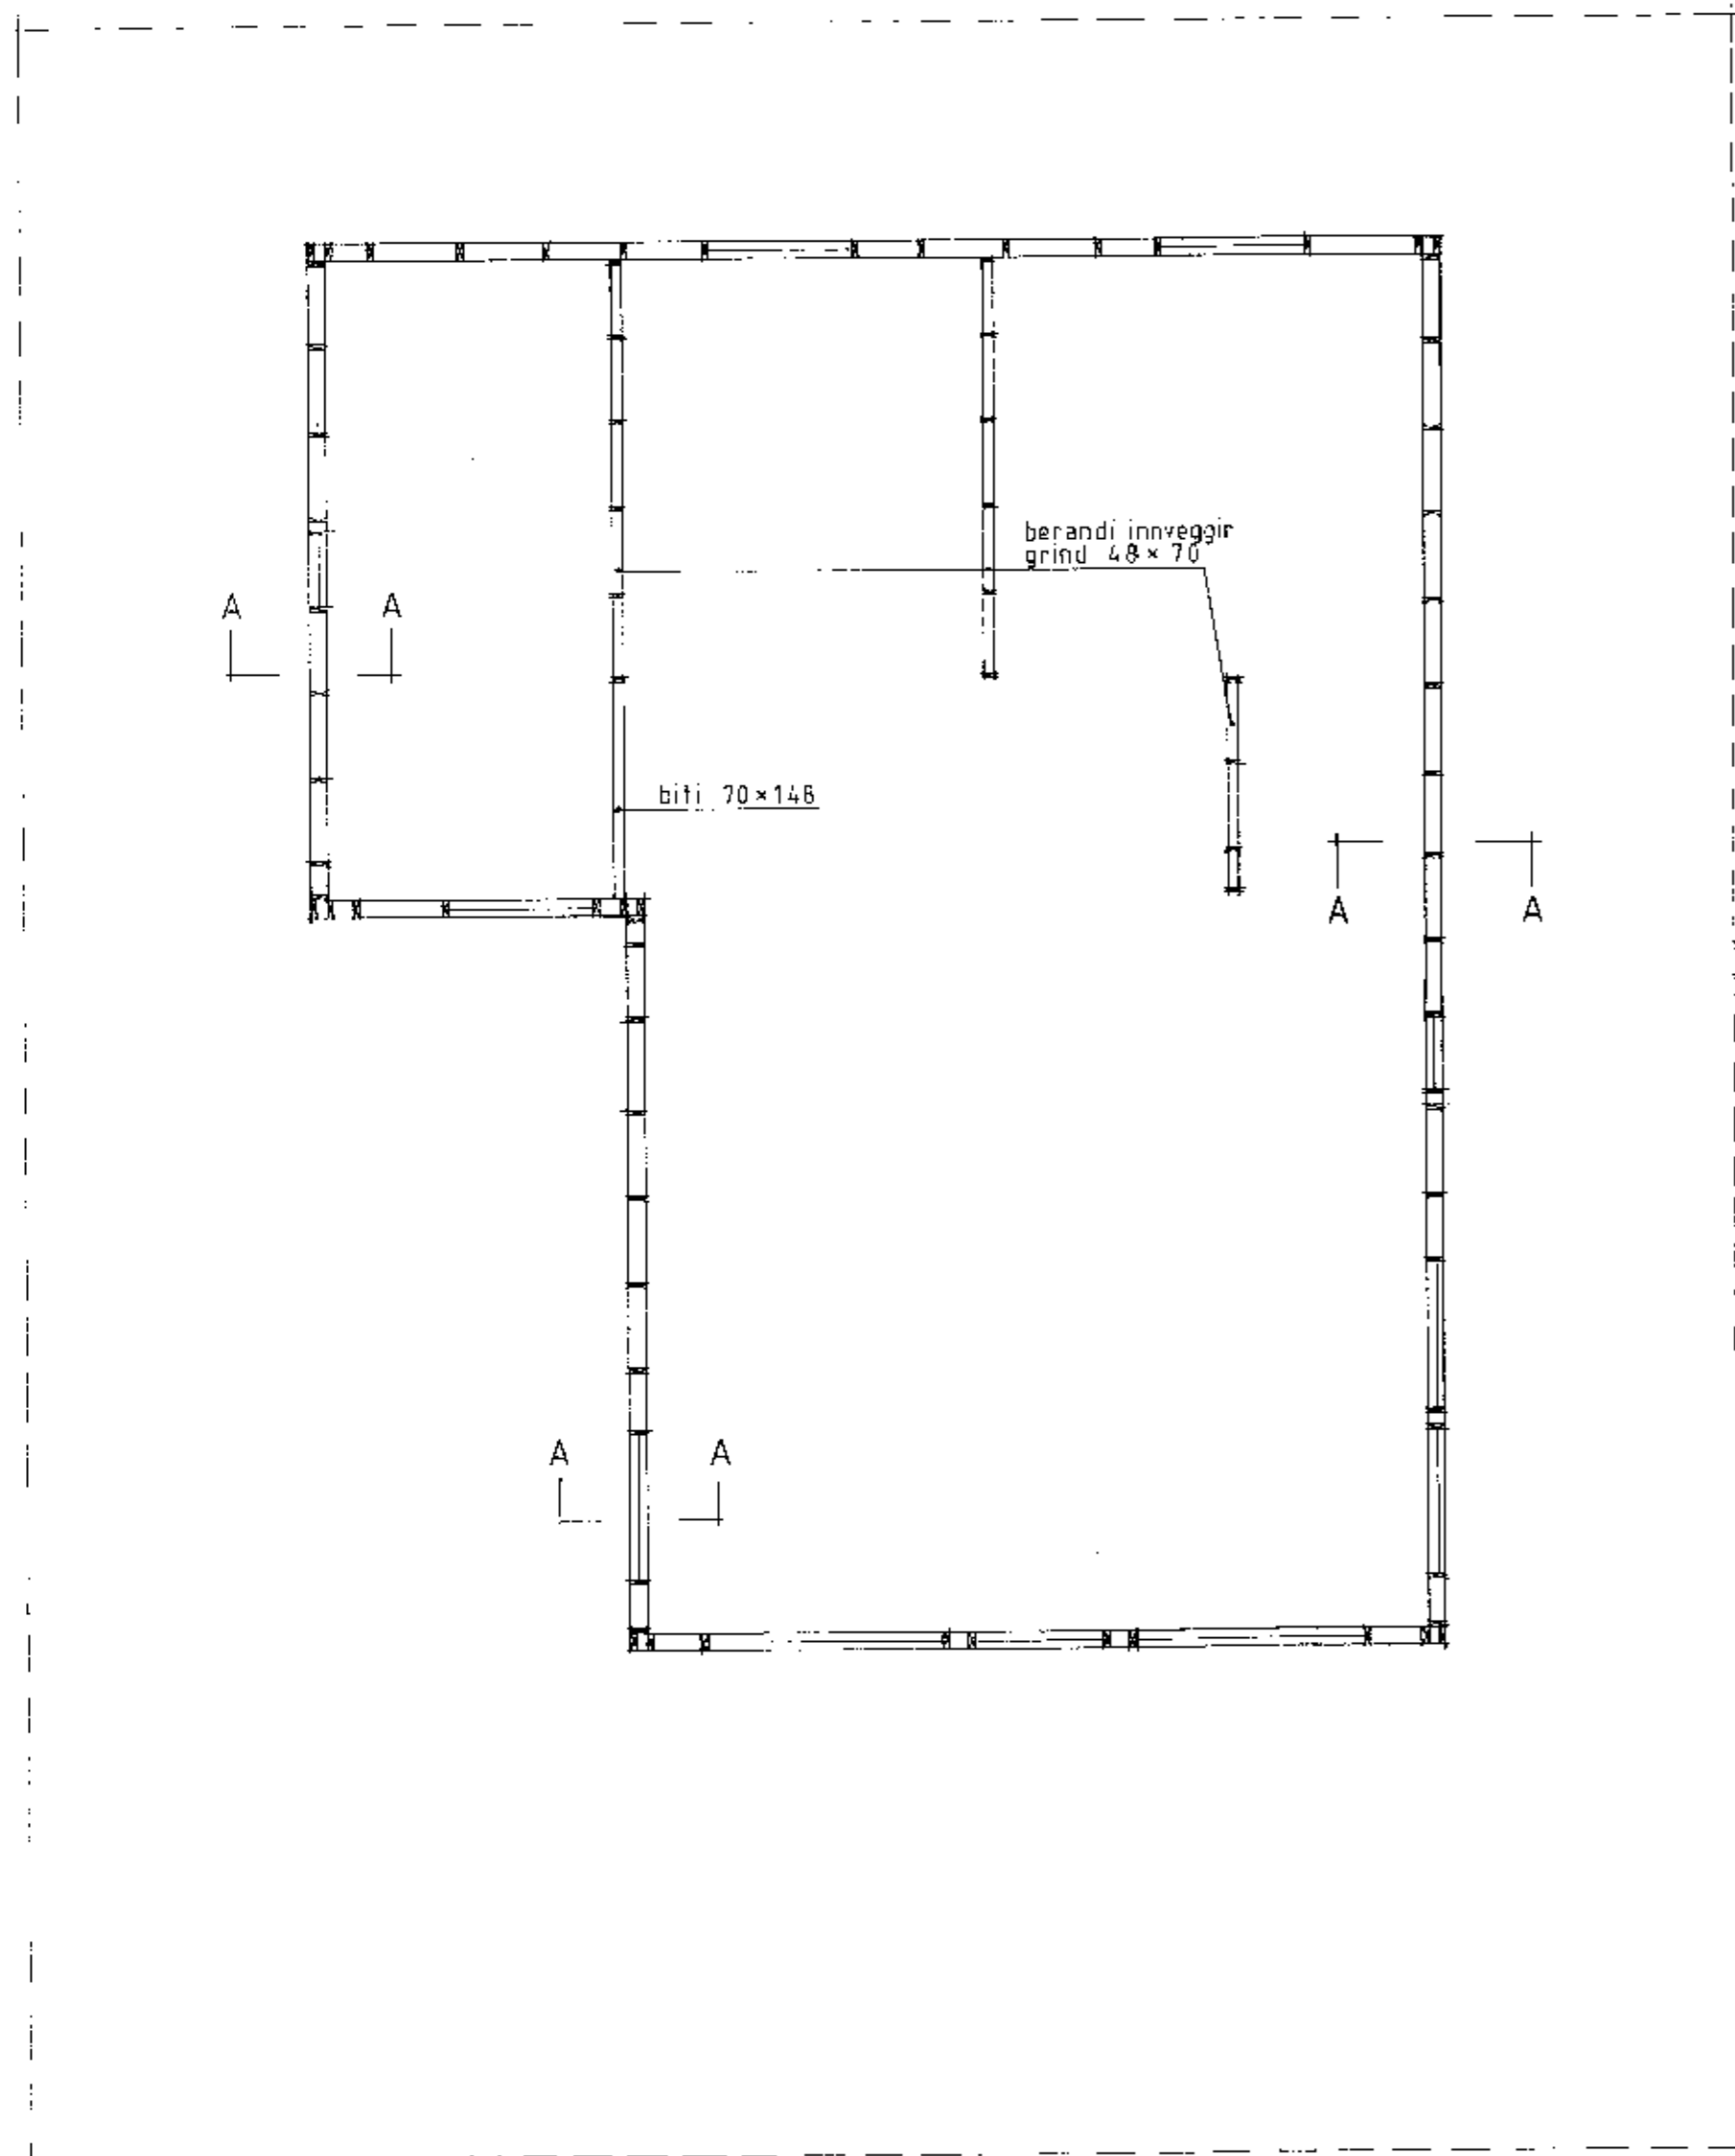 berandi innveggir
grind 48 × 70
A A
biti 70×146
A A
A A